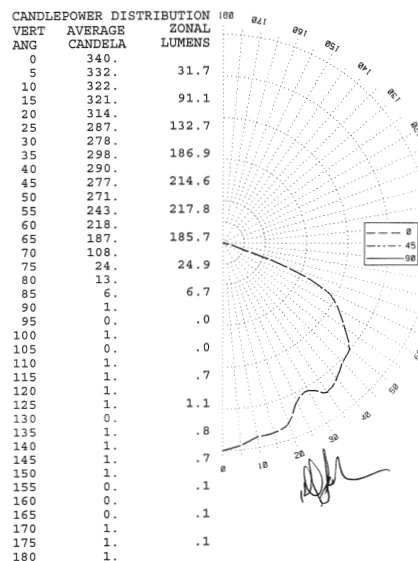 CANDLEPOWER DISTRIBUTION
VERT AVERAGE ZONAL
ANG CANDELA LUMENS
0 340.
5 332. 31.7
10 322.
15 321. 91.1
20 314.
25 287. 132.7
30 278.
35 298. 186.9
40 290.
45 277. 214.6
50 271.
55 243. 217.8
60 218.
65 187. 185.7
70 108.
75 24. 24.9
80 13.
85 6. 6.7
90 1.
95 0. .0
100 1.
105 0. .0
110 1.
115 1. .7
120 1.
125 1. 1.1
130 0.
135 1. .8
140 1.
145 1. .7
150 1.
155 0. .1
160 0.
165 0. .1
170 1.
175 1. .1
180 1.
180
170
160
150
140
130
0
45
90
50
40
30
20
10
0